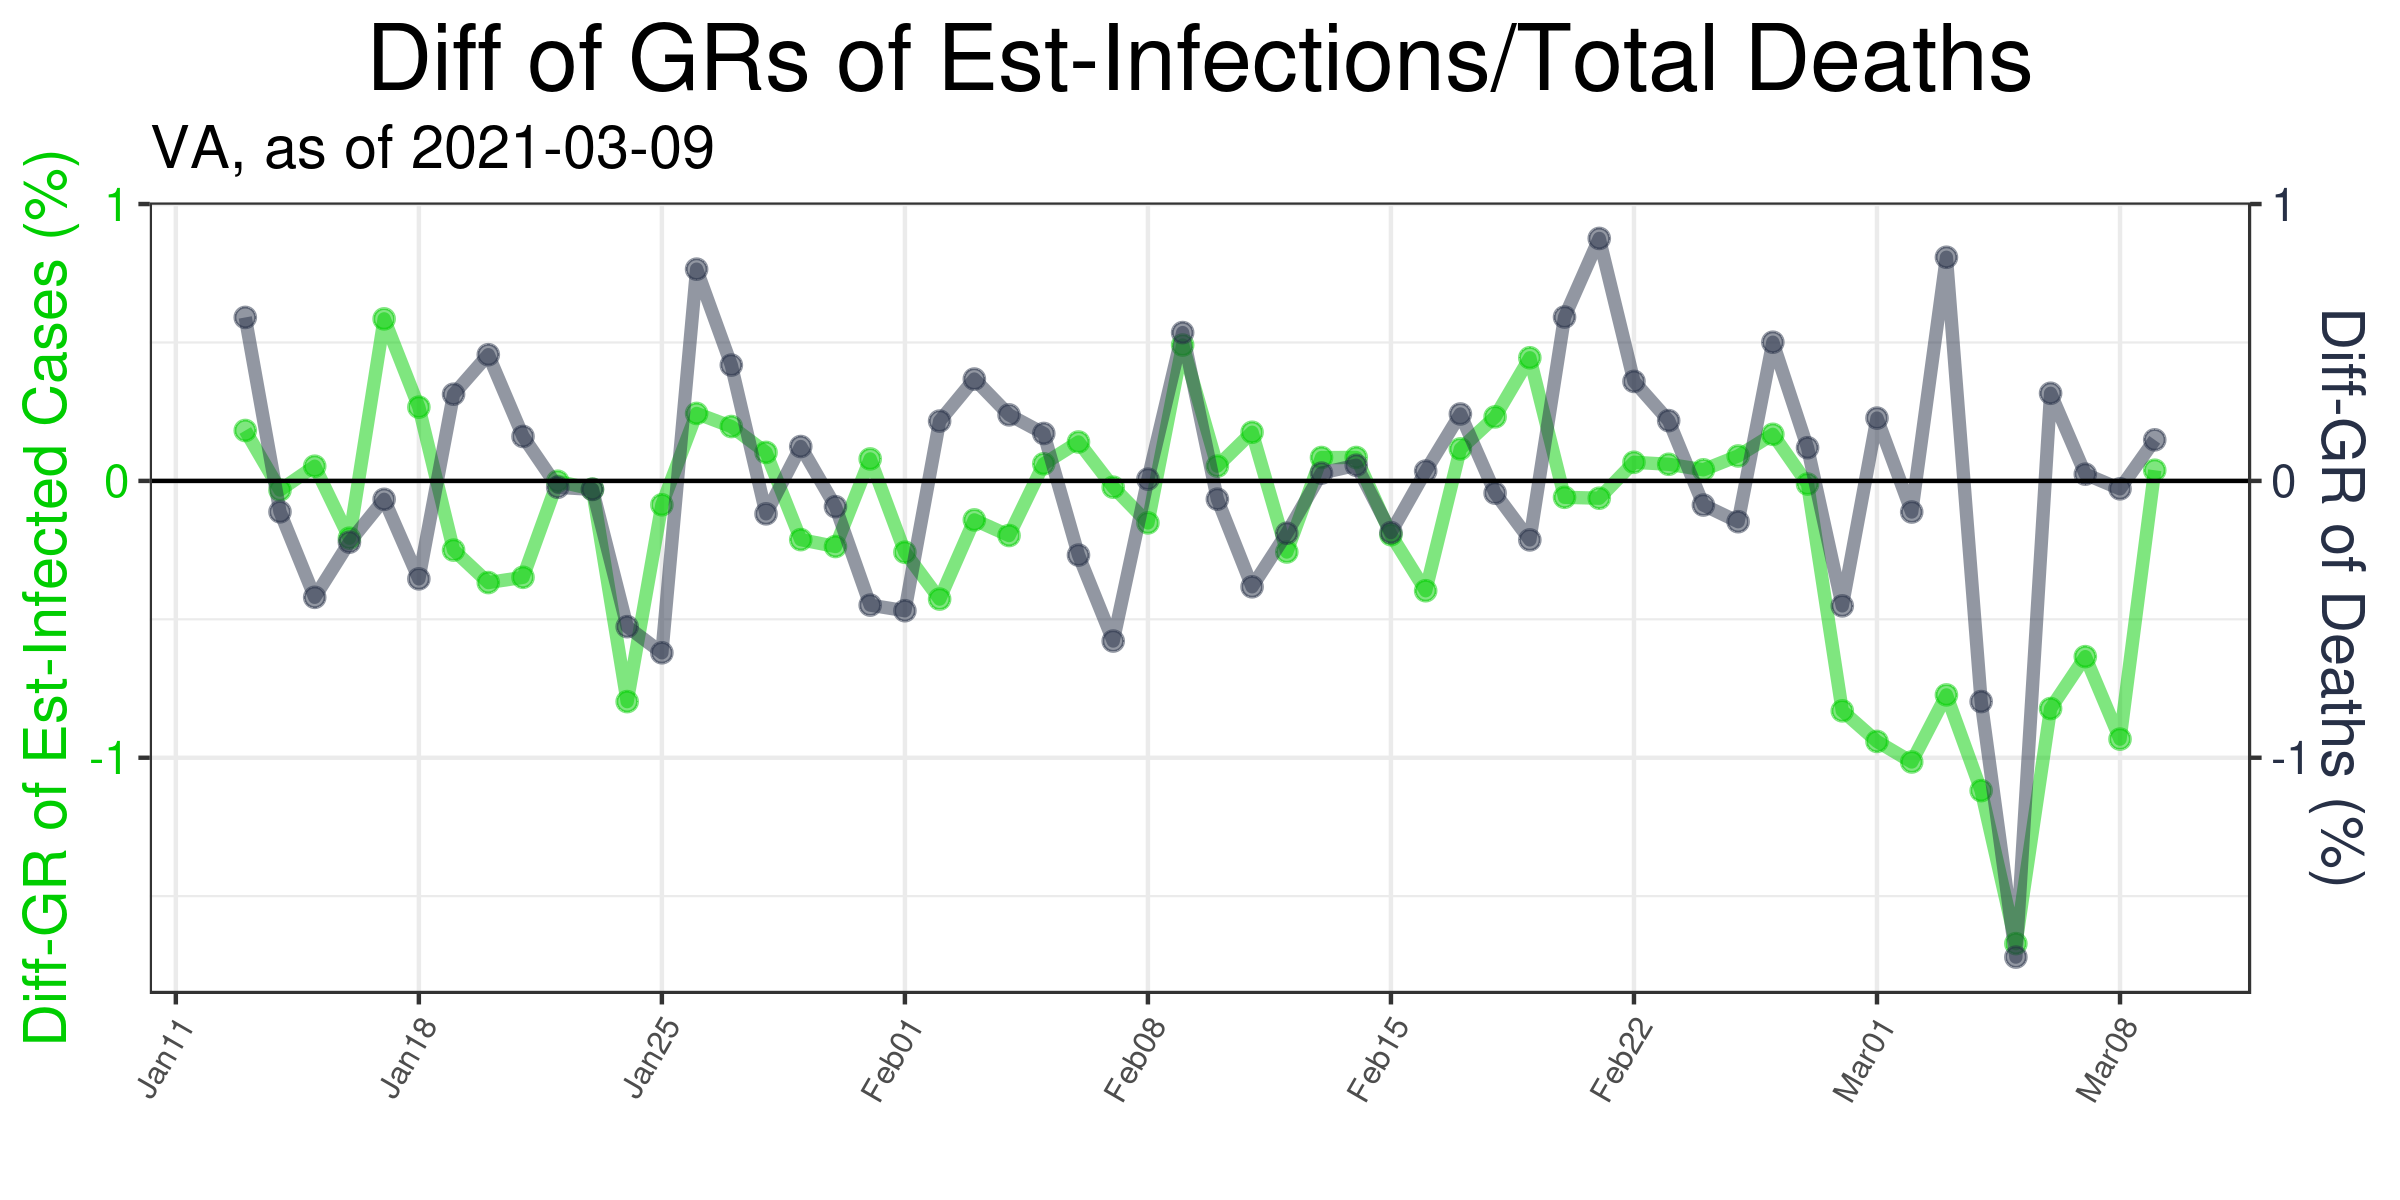 Diff of GRs of Est-Infections/Total Deaths
VA, as of 2021-03-09
Diff-GR of Est-Infected Cases (%)
1
0
-1
1
0
-1
Diff-GR of Deaths (%)
Jan11
Jan18
Jan25
Feb01
Feb08
Feb15
Feb22
Mar01
Mar08